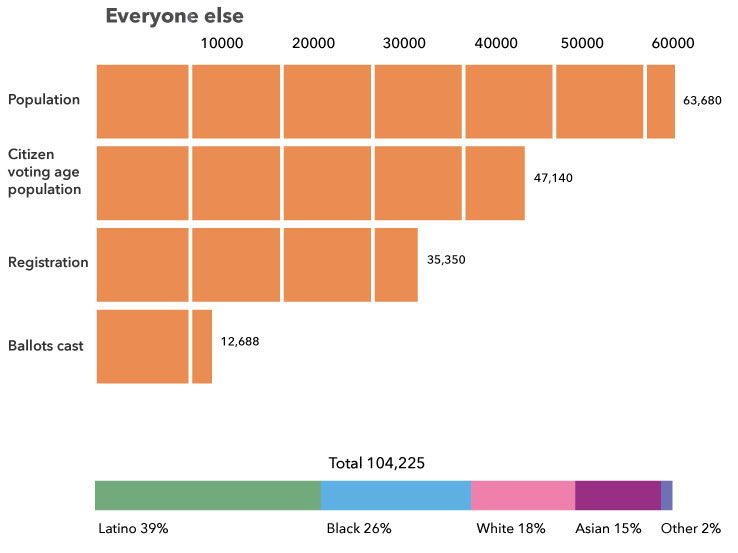 Everyone else
10000 20000 30000 40000 50000 60000
Population
63,680
Citizen
voting age
population
47,140
Registration
35,350
Ballots cast
12,688
Total 104,225
Latino 39% Black 26% White 18% Asian 15% Other 2%